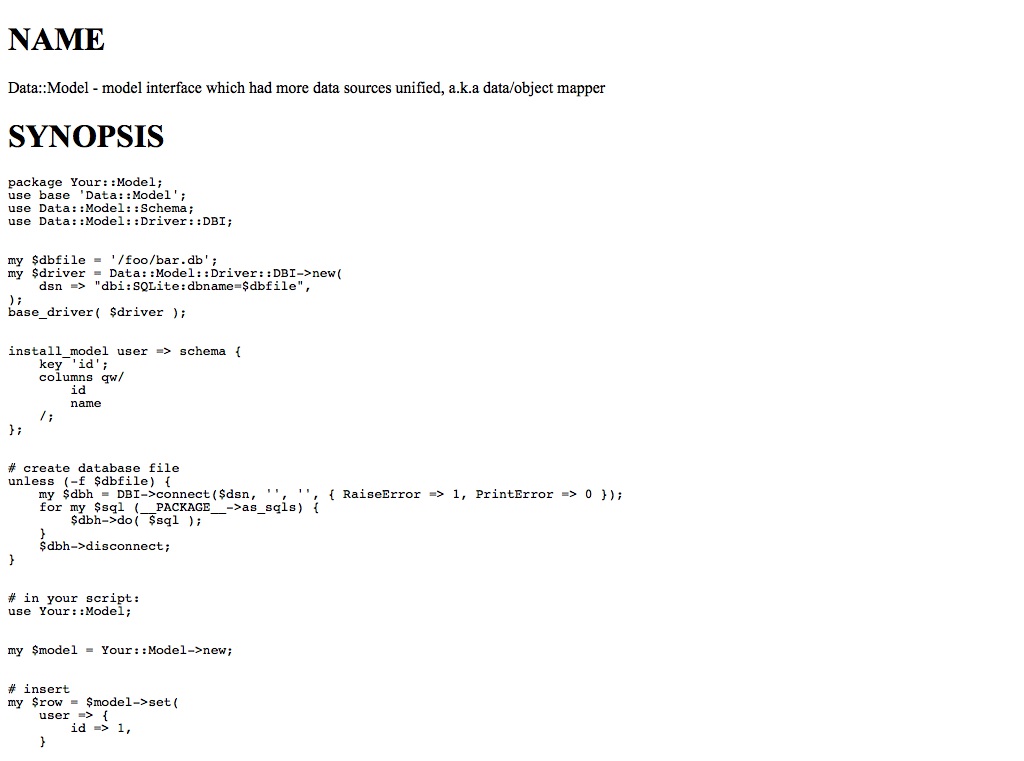 NAME
Data::Model - model interface which had more data sources unified, a.k.a data/object mapper
SYNOPSIS
package Your::Model;
use base 'Data::Model';
use Data::Model::Schema;
use Data::Model::Driver::DBI;
my $dbfile = '/foo/bar.db';
my $driver = Data::Model::Driver::DBI->new(
    dsn => "dbi:SQLite:dbname=$dbfile",
);
base_driver( $driver );
install_model user => schema {
    key 'id';
    columns qw/
        id
        name
    /;
};
# create database file
unless (-f $dbfile) {
    my $dbh = DBI->connect($dsn, '', '', { RaiseError => 1, PrintError => 0 });
    for my $sql (__PACKAGE__->as_sqls) {
        $dbh->do( $sql );
    }
    $dbh->disconnect;
}
# in your script:
use Your::Model;
my $model = Your::Model->new;
# insert
my $row = $model->set(
    user => {
        id => 1,
    }